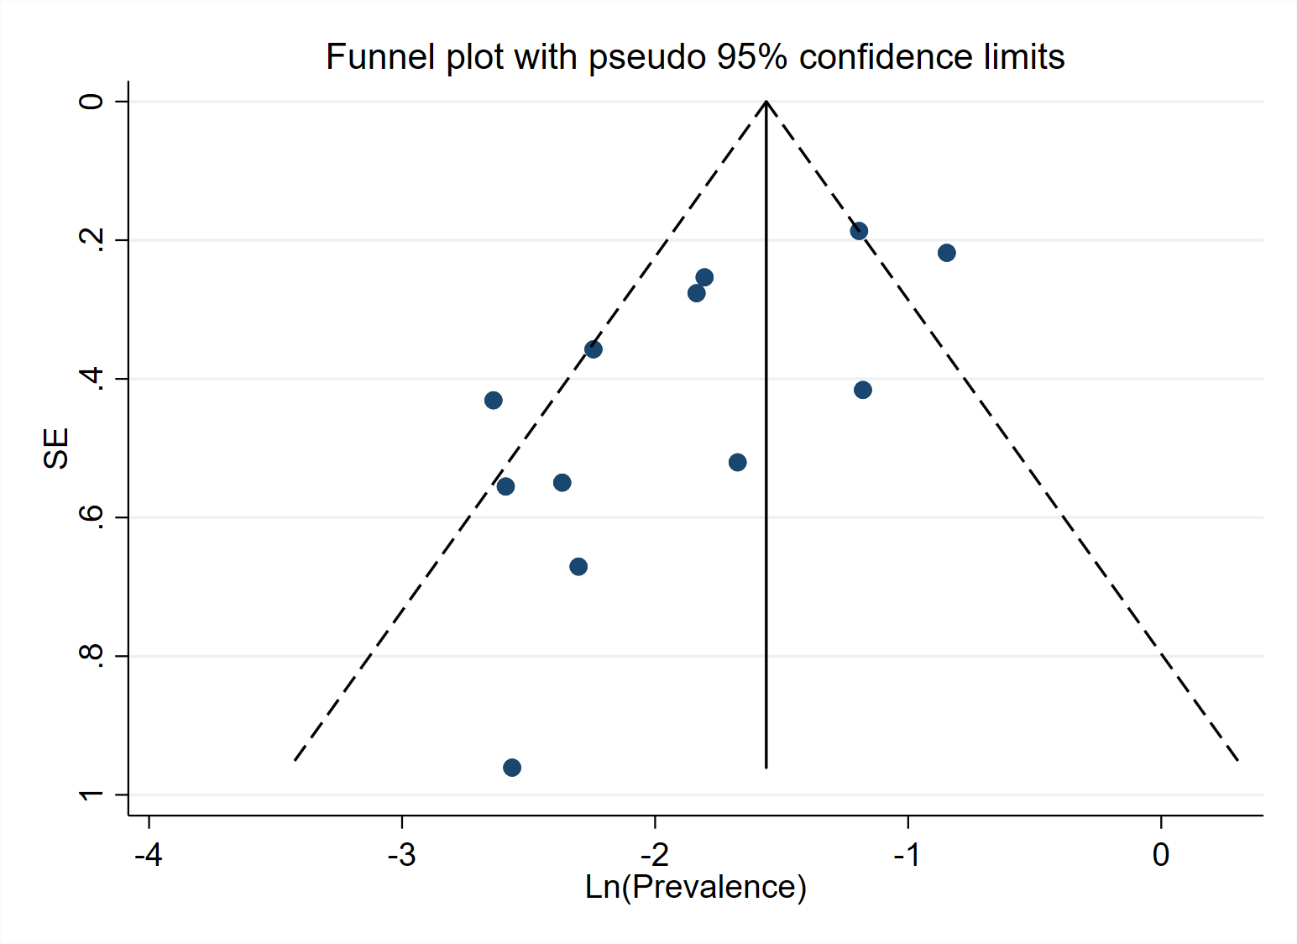 Funnel plot with pseudo 95% confidence limits
0
.2
.4
.6
.8
1
SE
-4 -3 -2 -1 0
Ln(Prevalence)